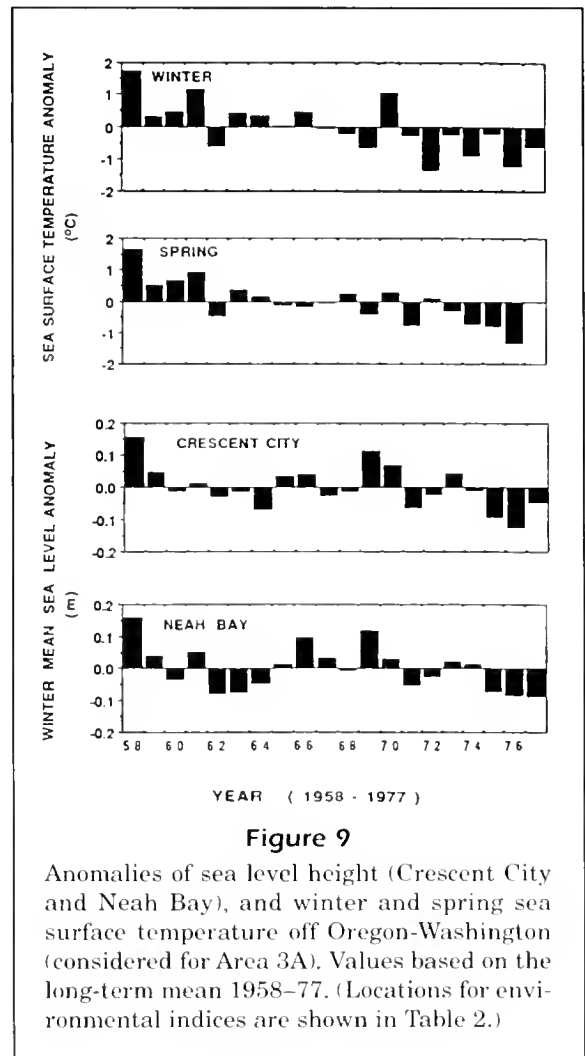 SEA SURFACE TEMPERATURE ANOMALY
(°C)
2
WINTER
1
0
-1
-2
2
SPRING
1
0
-1
-2
WINTER MEAN SEA LEVEL ANOMALY
(m)
0.2
CRESCENT CITY
0.1
0.0
-0.1
-0.2
0.2
NEAH BAY
0.1
0.0
-0.1
-0.2
58 60 62 64 66 68 70 72 74 76
YEAR ( 1958 - 1977 )
Figure 9
Anomalies of sea level height (Crescent City
and Neah Bay), and winter and spring sea
surface temperature off Oregon-Washington
(considered for Area 3A). Values based on the
long-term mean 1958–77. (Locations for envi-
ronmental indices are shown in Table 2.)